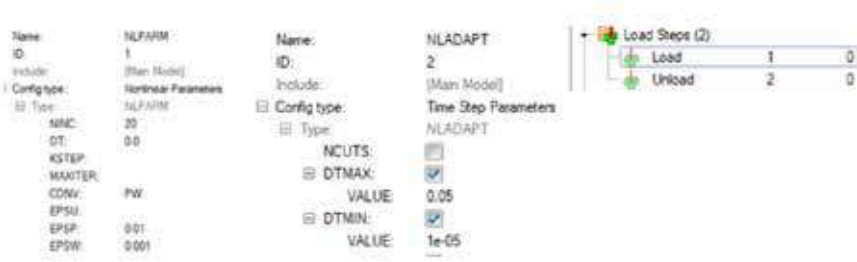 Name: NLPARM
ID: 1
Include: [Main Model]
Config type: Nonlinear Parameters
Type: NLPARM
NINC: 20
DT: 0.0
KSTEP:
MAXITER:
CONV: PW
EPSU:
EPSP: 0.01
EPSW: 0.001
Name: NLADAPT
ID: 2
Include: [Main Model]
Config type: Time Step Parameters
Type: NLADAPT
NCUTS:
DTMAX:
VALUE: 0.05
DTMIN:
VALUE: 1e-05
Load Steps (2)
Load 1 0
Unload 2 0